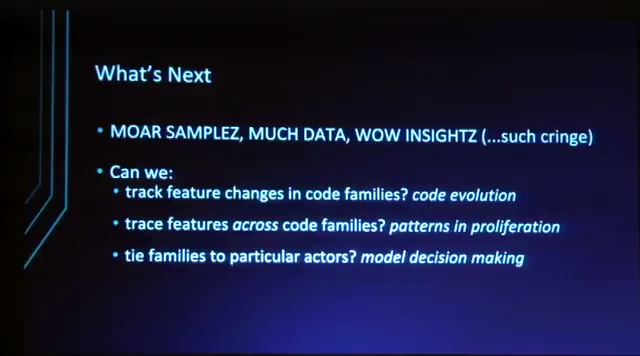 What's Next
• MOAR SAMPLEZ, MUCH DATA, WOW INSIGHTZ (...such cringe)
• Can we:
• track feature changes in code families? code evolution
• trace features across code families? patterns in proliferation
• tie families to particular actors? model decision making